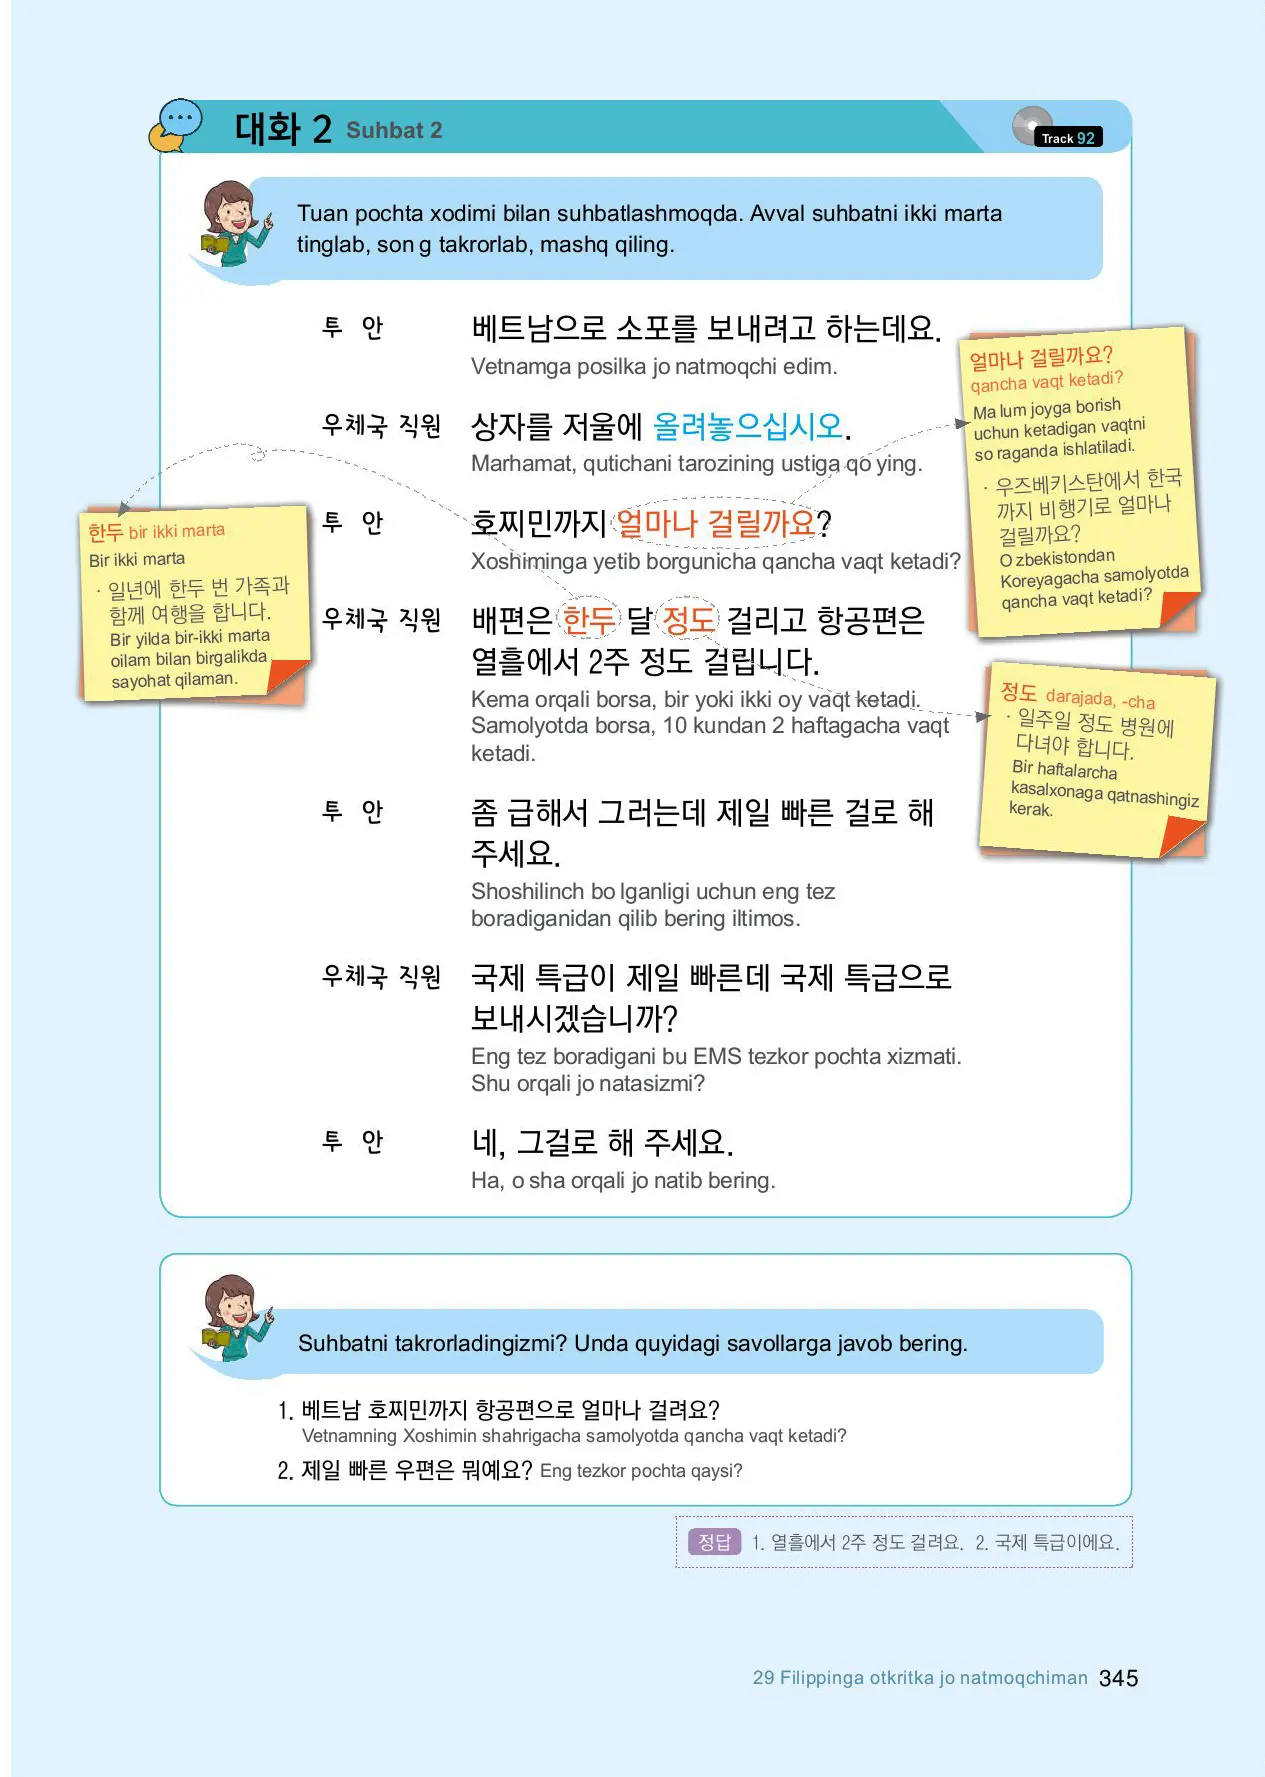 대화 2 Suhbat 2
Track 92
Tuan pochta xodimi bilan suhbatlashmoqda. Avval suhbatni ikki marta
tinglab, son g takrorlab, mashq qiling.
투 안 베트남으로 소포를 보내려고 하는데요.
Vetnamga posilka jo natmoqchi edim.
우체국 직원 상자를 저울에 올려놓으십시오.
Marhamat, qutichani tarozining ustiga qo ying.
투 안 호찌민까지 얼마나 걸릴까요?
Xoshiminga yetib borgunicha qancha vaqt ketadi?
우체국 직원 배편은 한두 달 정도 걸리고 항공편은
열흘에서 2주 정도 걸립니다.
Kema orqali borsa, bir yoki ikki oy vaqt ketadi.
Samolyotda borsa, 10 kundan 2 haftagacha vaqt
ketadi.
투 안 좀 급해서 그러는데 제일 빠른 걸로 해
주세요.
Shoshilinch bo lganligi uchun eng tez
boradiganidan qilib bering iltimos.
우체국 직원 국제 특급이 제일 빠른데 국제 특급으로
보내시겠습니까?
Eng tez boradigani bu EMS tezkor pochta xizmati.
Shu orqali jo natasizmi?
투 안 네, 그걸로 해 주세요.
Ha, o sha orqali jo natib bering.
한두 bir ikki marta
Bir ikki marta
· 일년에 한두 번 가족과
함께 여행을 합니다.
Bir yilda bir-ikki marta
oilam bilan birgalikda
sayohat qilaman.
얼마나 걸릴까요?
qancha vaqt ketadi?
Ma lum joyga borish
uchun ketadigan vaqtni
so raganda ishlatiladi.
· 우즈베키스탄에서 한국
까지 비행기로 얼마나
걸릴까요?
O zbekistondan
Koreyagacha samolyotda
qancha vaqt ketadi?
정도 darajada, -cha
· 일주일 정도 병원에
다녀야 합니다.
Bir haftalarcha
kasalxonaga qatnashingiz
kerak.
Suhbatni takrorladingizmi? Unda quyidagi savollarga javob bering.
1. 베트남 호찌민까지 항공편으로 얼마나 걸려요?
Vetnamning Xoshimin shahrigacha samolyotda qancha vaqt ketadi?
2. 제일 빠른 우편은 뭐예요? Eng tezkor pochta qaysi?
정답 1. 열흘에서 2주 정도 걸려요. 2. 국제 특급이에요.
29 Filippinga otkritka jo natmoqchiman 345